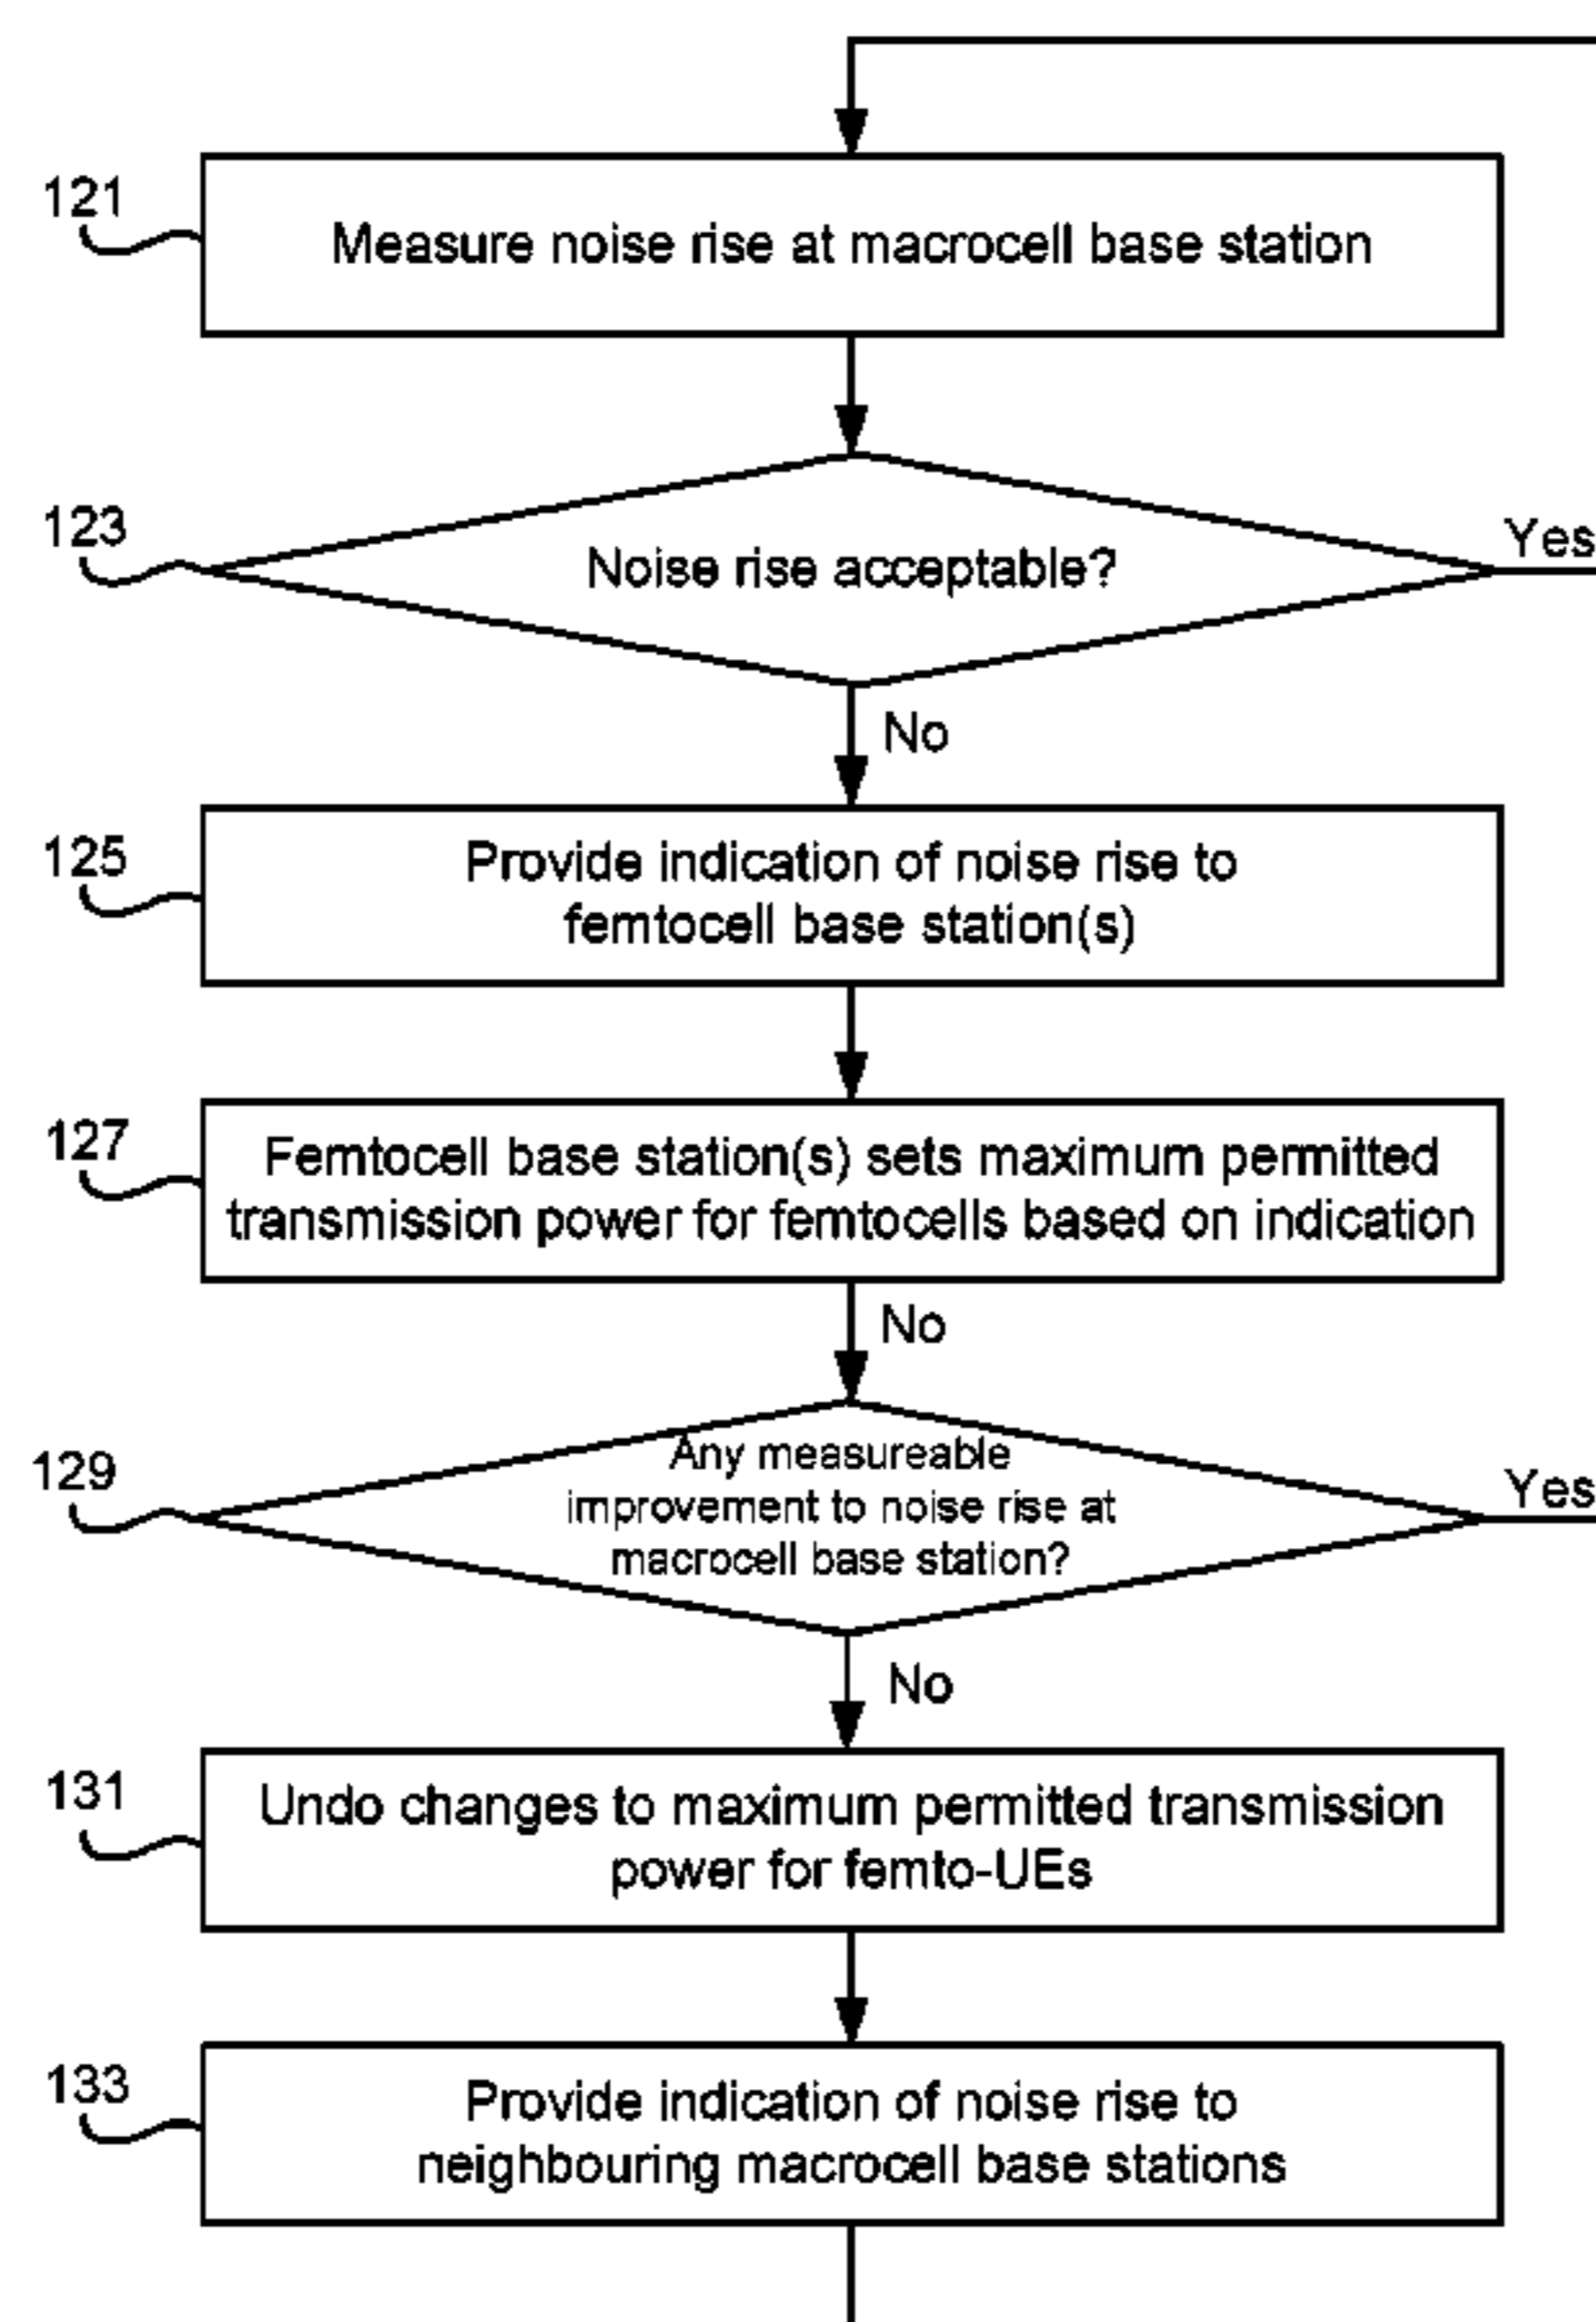 121
Measure noise rise at macrocell base station
123
Noise rise acceptable?
Yes
No
125
Provide indication of noise rise to
femtocell base station(s)
127
Femtocell base station(s) sets maximum permitted
transmission power for femtocells based on indication
No
129
Any measureable
improvement to noise rise at
macrocell base station?
Yes
No
131
Undo changes to maximum permitted transmission
power for femto-UEs
133
Provide indication of noise rise to
neighbouring macrocell base stations